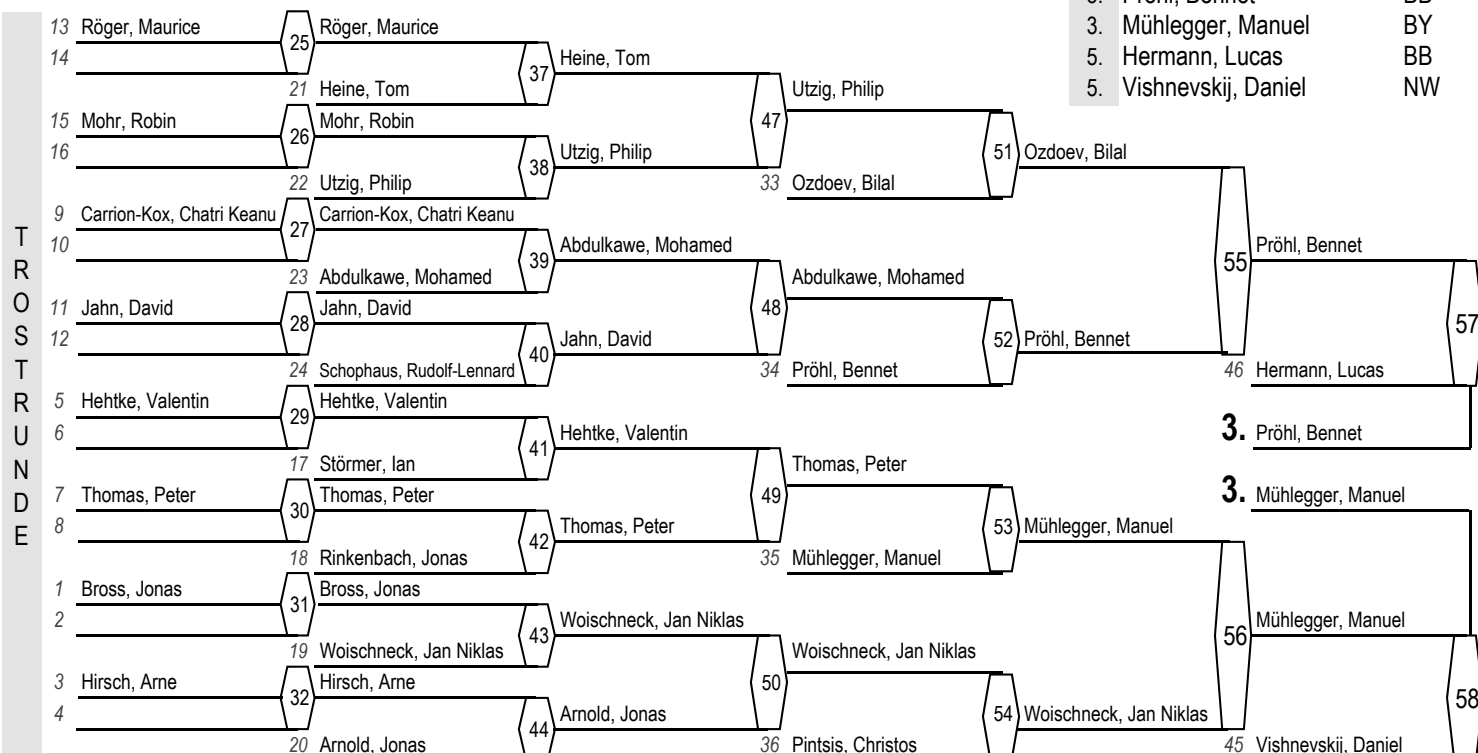 3. Pröhl, Bennet BB
3. Mühlegger, Manuel BY
5. Hermann, Lucas BB
5. Vishnevskij, Daniel NW
TROSTRUNDE
13 Röger, Maurice 25 Röger, Maurice
14 37 Heine, Tom
21 Heine, Tom 47 Utzig, Philip
15 Mohr, Robin 26 Mohr, Robin
16 38 Utzig, Philip 51 Ozdoev, Bilal
22 Utzig, Philip 33 Ozdoev, Bilal
9 Carrion-Kox, Chatri Keanu 27 Carrion-Kox, Chatri Keanu
10 39 Abdulkawe, Mohamed 55 Pröhl, Bennet
23 Abdulkawe, Mohamed Abdulkawe, Mohamed
11 Jahn, David 28 Jahn, David 48 57
12 40 Jahn, David 52 Pröhl, Bennet
24 Schophaus, Rudolf-Lennard 34 Pröhl, Bennet 46 Hermann, Lucas
5 Hehtke, Valentin 29 Hehtke, Valentin
6 41 Hehtke, Valentin 3. Pröhl, Bennet
17 Störmer, Ian Thomas, Peter
7 Thomas, Peter 30 Thomas, Peter 49 3. Mühlegger, Manuel
8 42 Thomas, Peter 53 Mühlegger, Manuel
18 Rinkenbach, Jonas 35 Mühlegger, Manuel
1 Bross, Jonas 31 Bross, Jonas
2 43 Woischneck, Jan Niklas 56 Mühlegger, Manuel
19 Woischneck, Jan Niklas Woischneck, Jan Niklas
3 Hirsch, Arne 32 Hirsch, Arne 50 58
4 44 Arnold, Jonas 54 Woischneck, Jan Niklas
20 Arnold, Jonas 36 Pintsis, Christos 45 Vishnevskij, Daniel